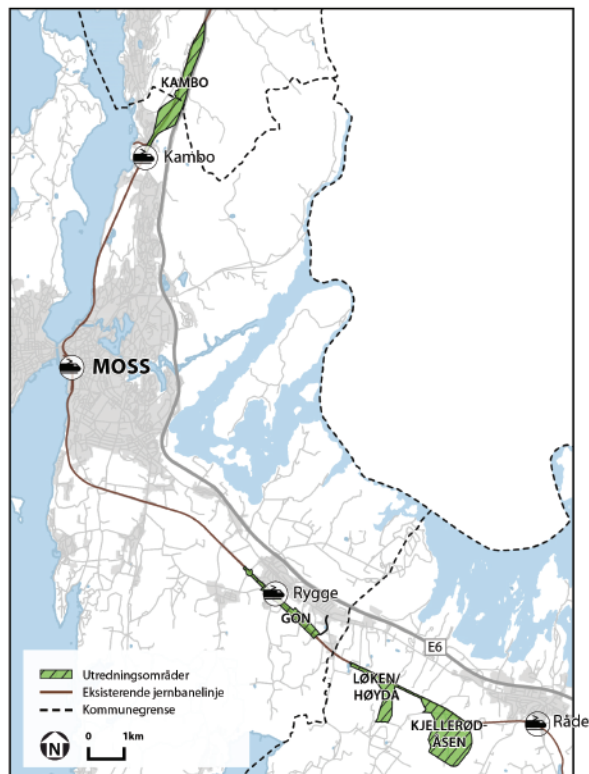 KAMBO
Kambo
MOSS
Rygge
GON
E6
LØKEN/
HØYDA
KJELLERØD-
ÅSEN
Råde
Utredningsområder
Eksisterende jernbanelinje
Kommunegrense
N
0 1km